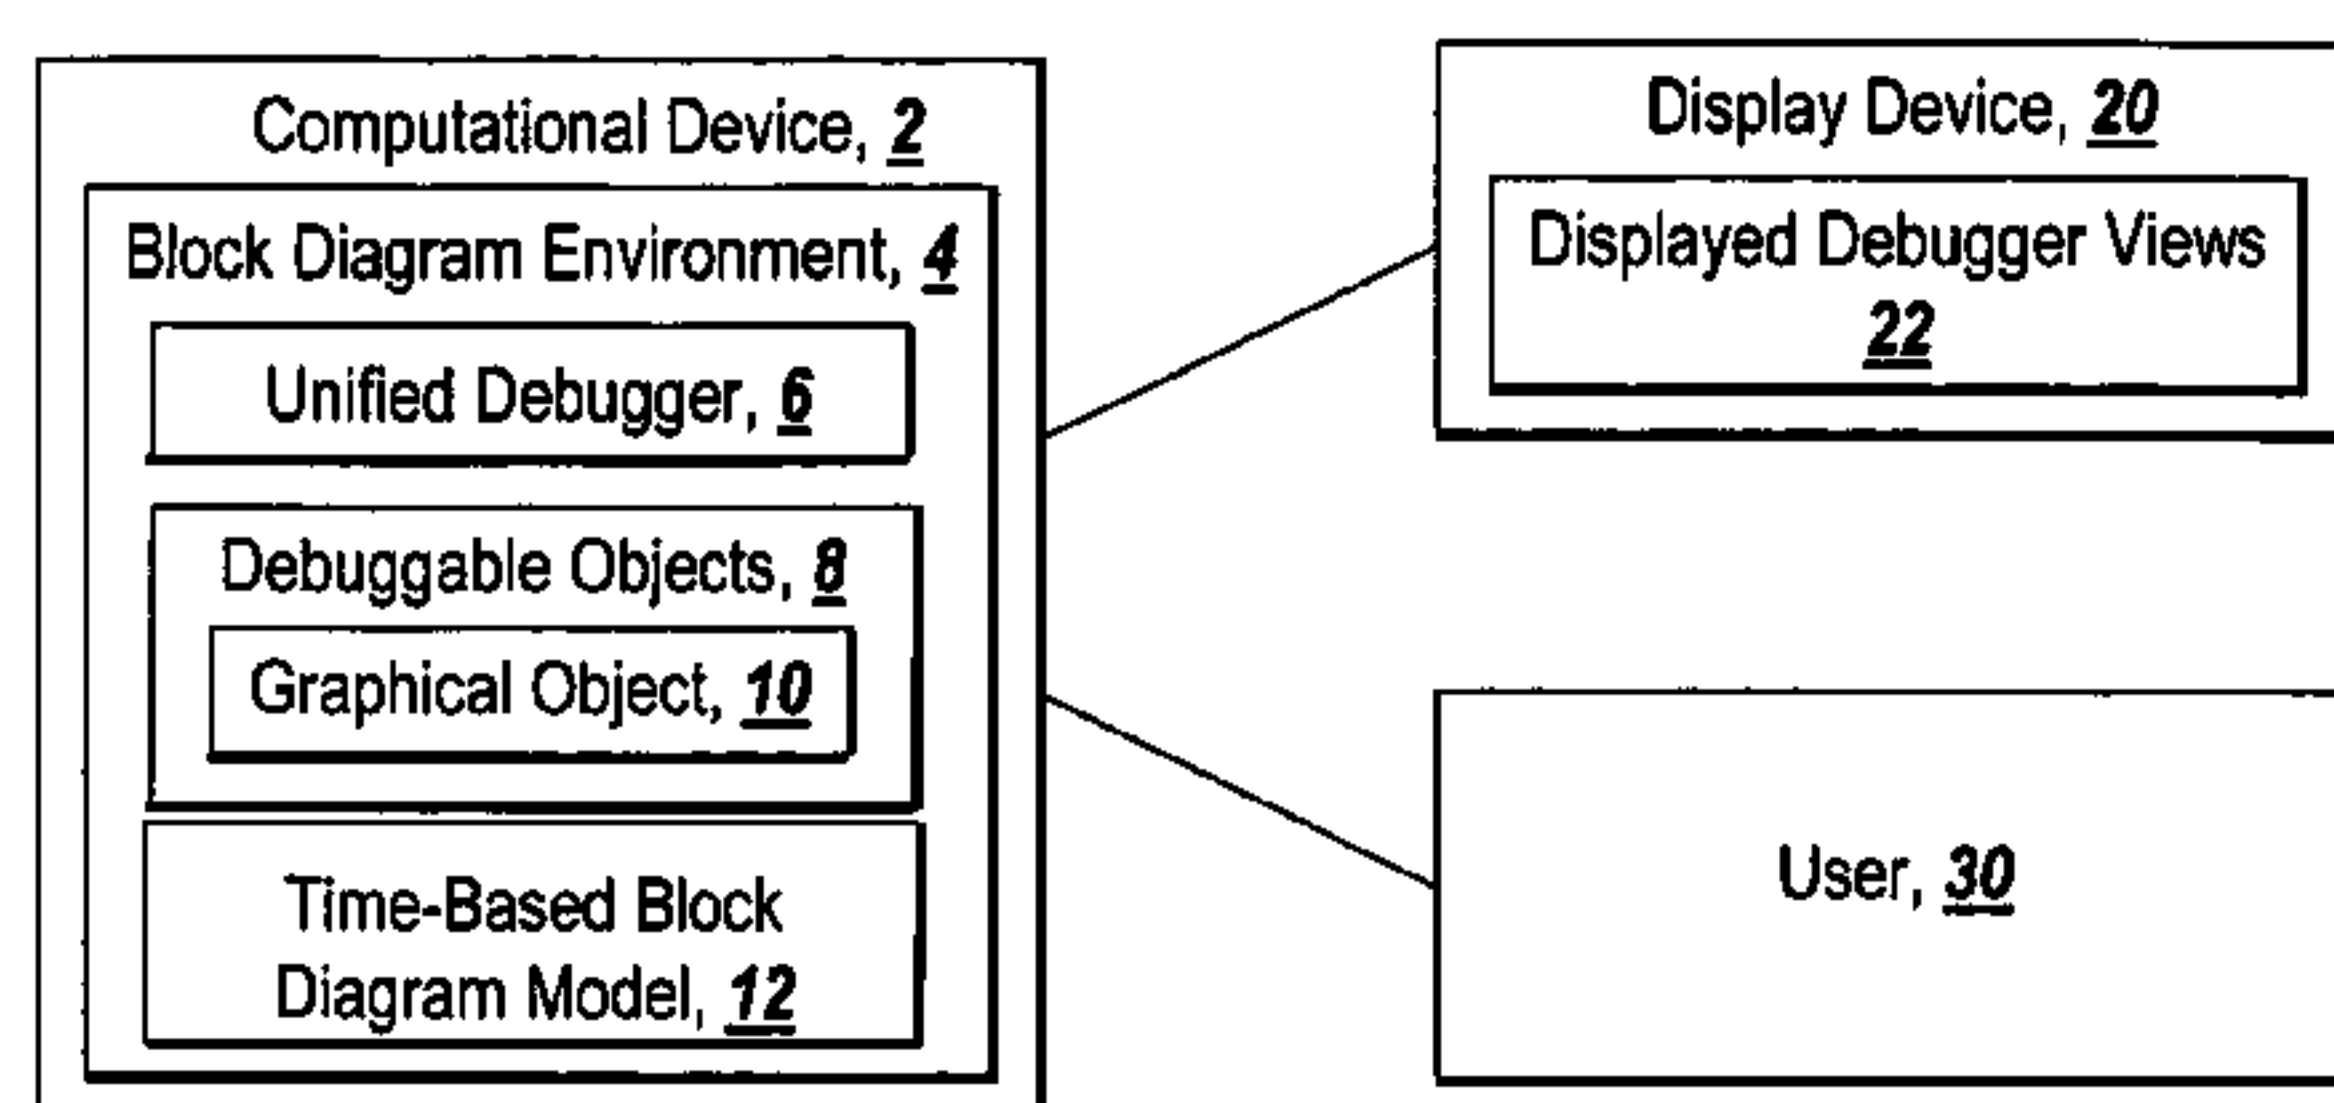 Computational Device, 2
Block Diagram Environment, 4
Unified Debugger, 6
Debuggable Objects, 8
Graphical Object, 10
Time-Based Block
Diagram Model, 12
Display Device, 20
Displayed Debugger Views
22
User, 30